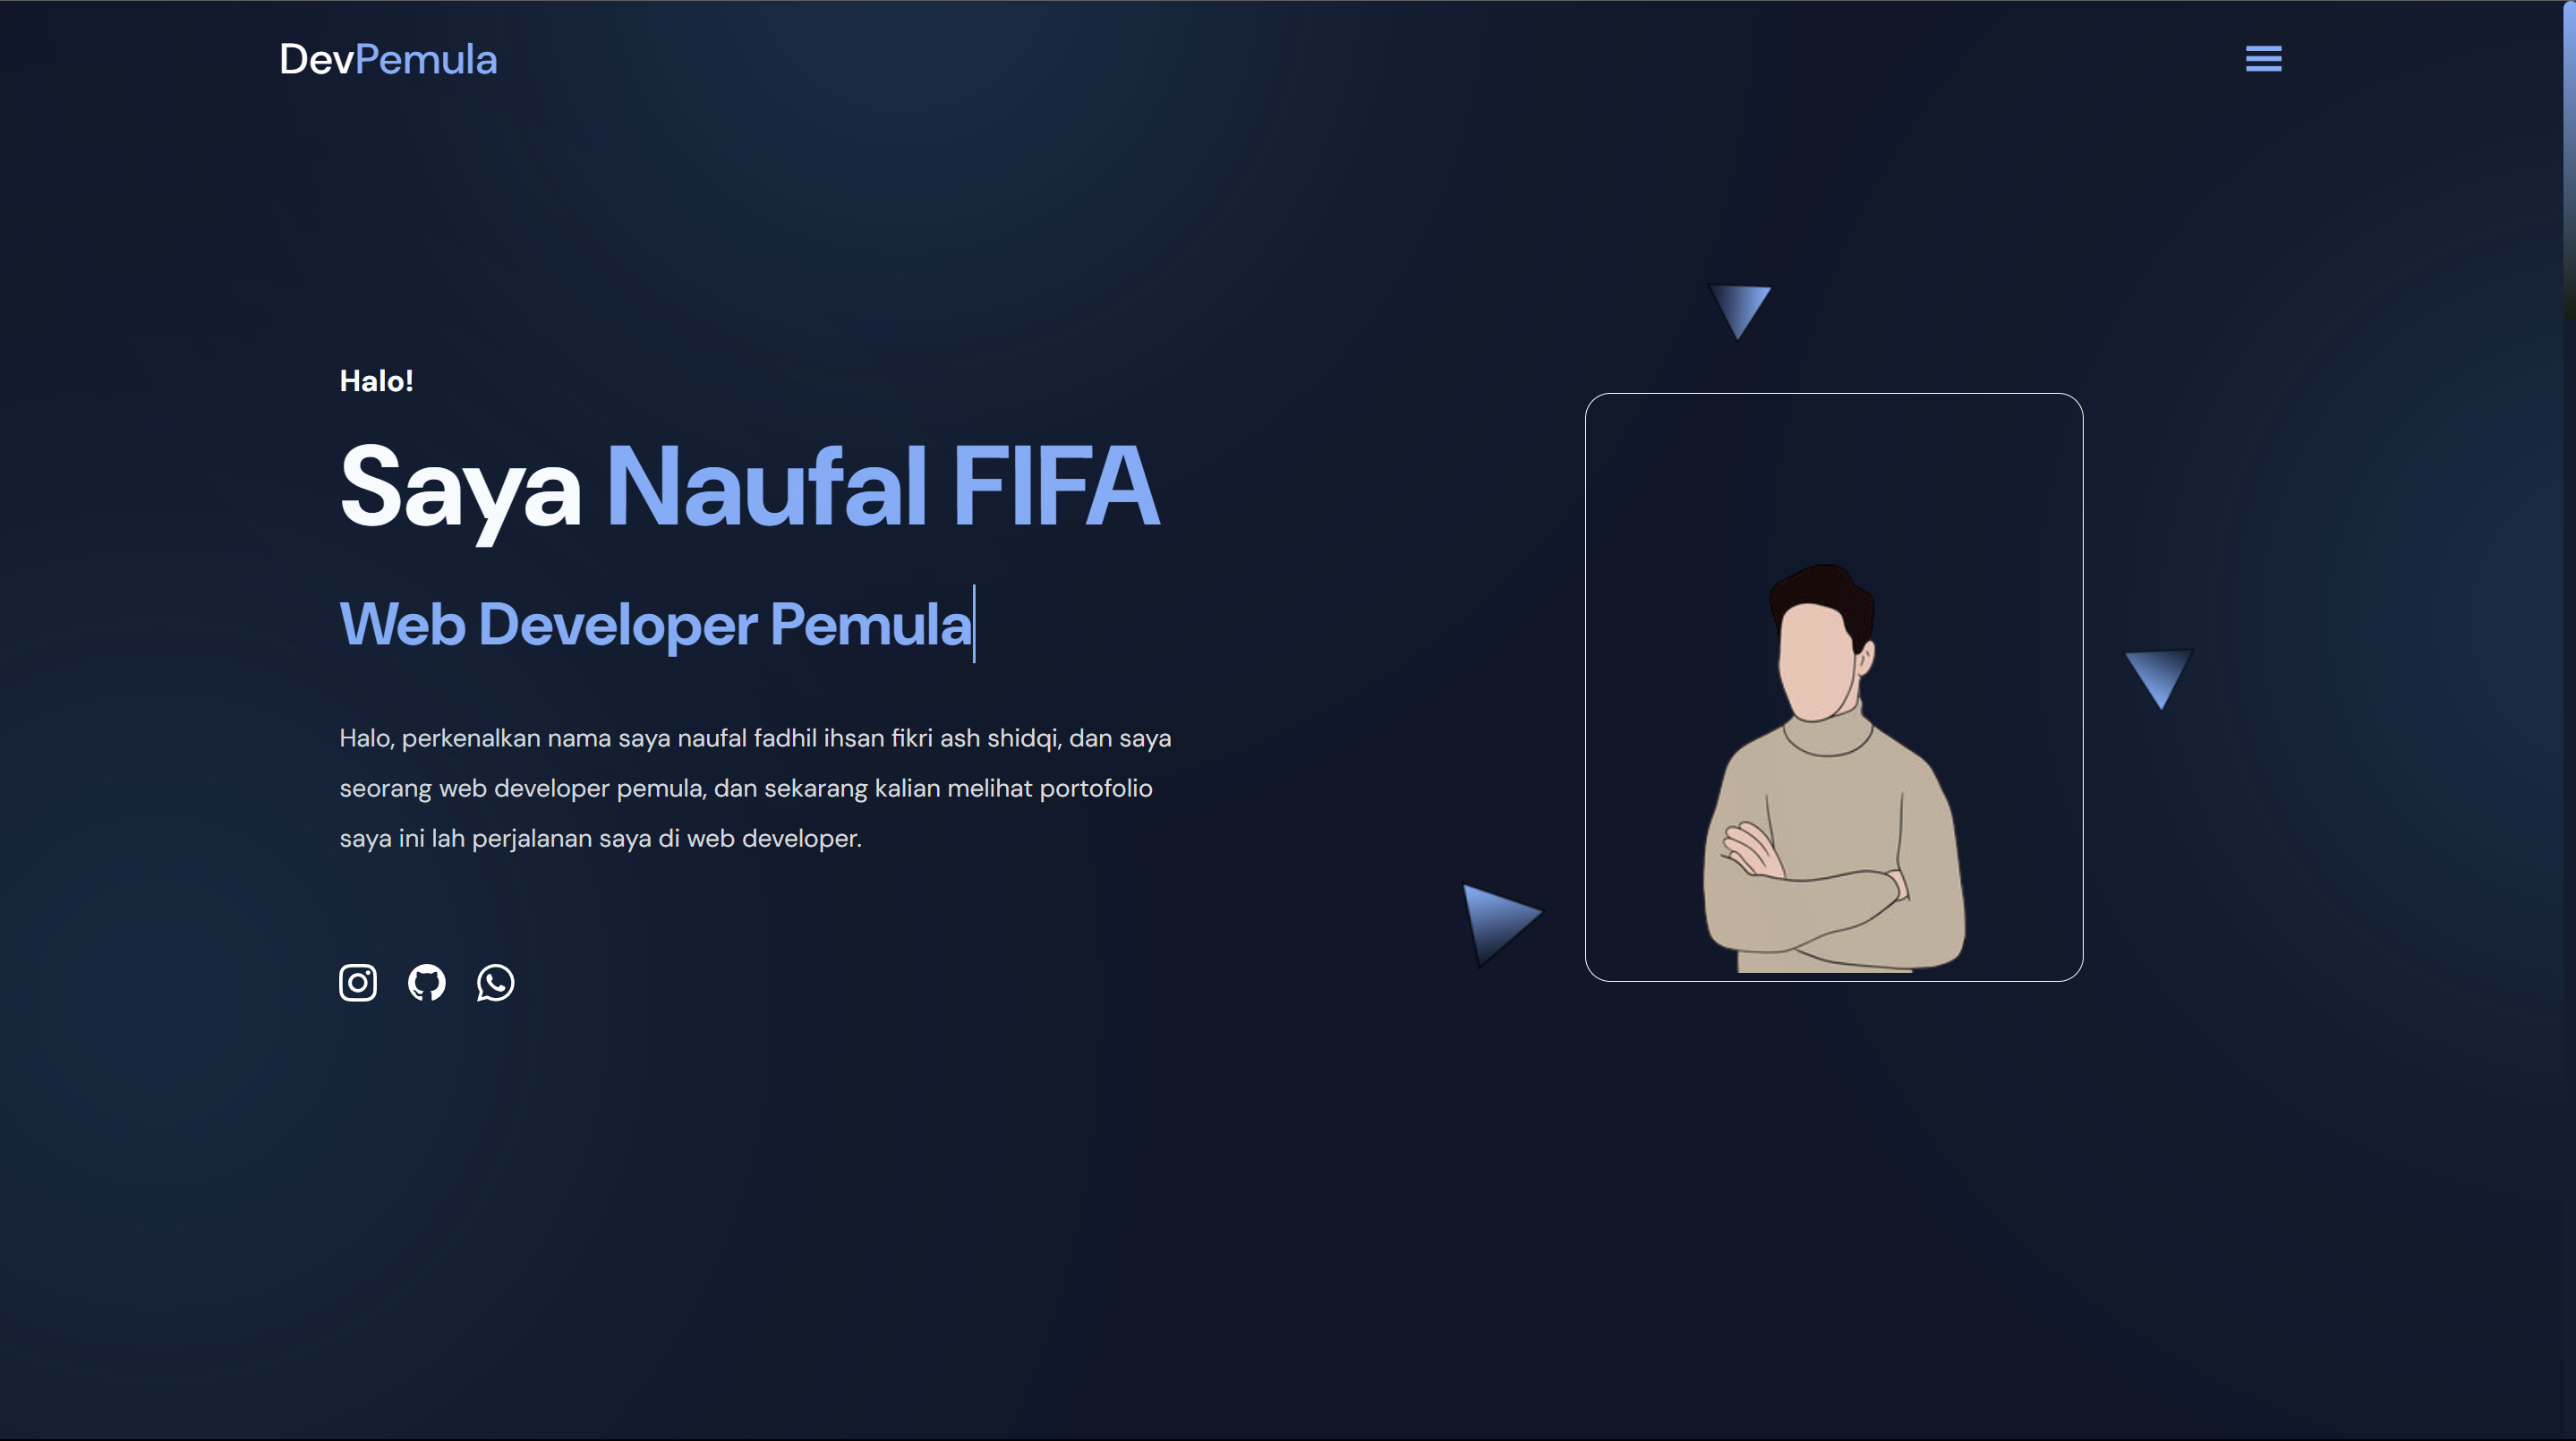 DevPemula
Halo!
Saya Naufal FIFA
Web Developer Pemula
Halo, perkenalkan nama saya naufal fadhil ihsan fikri ash shidqi, dan saya
seorang web developer pemula, dan sekarang kalian melihat portofolio
saya ini lah perjalanan saya di web developer.